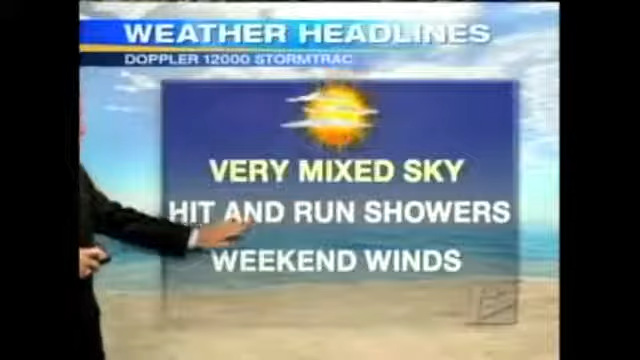 WEATHER HEADLINES
DOPPLER 12000 STORMTRAC
VERY MIXED SKY
HIT AND RUN SHOWERS
WEEKEND WINDS